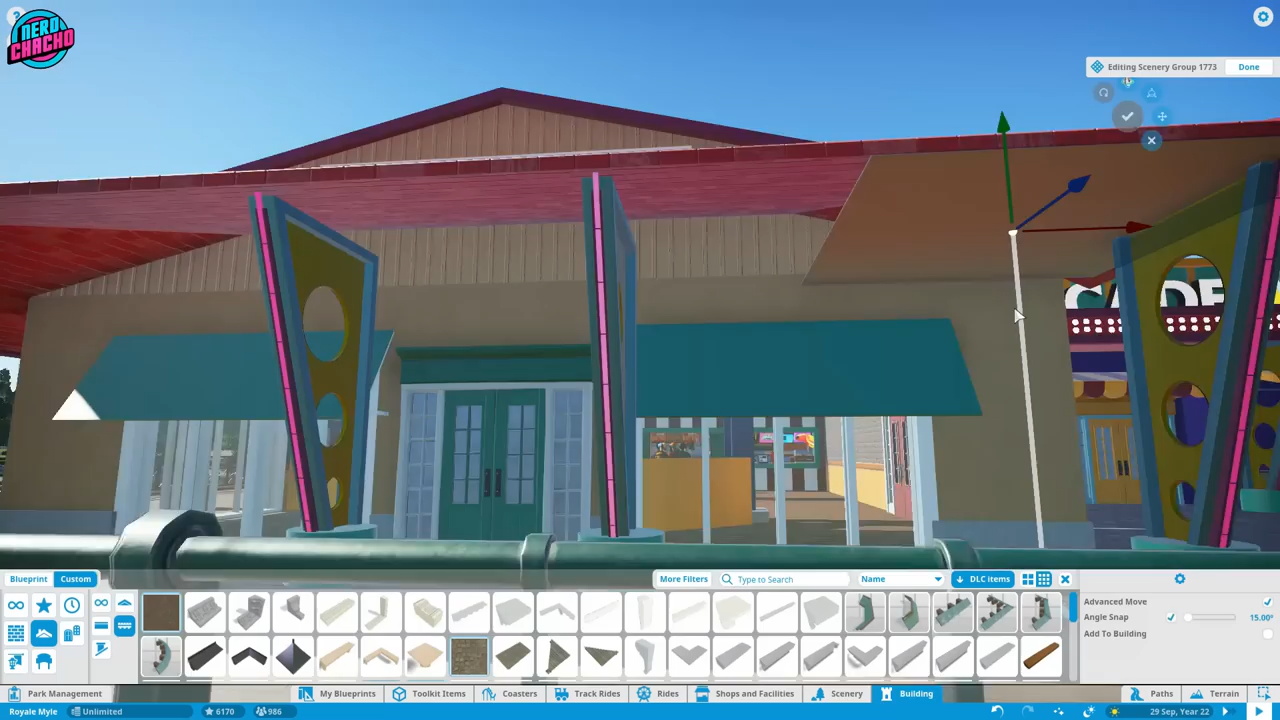 NERD
CHACHO
?
Editing Scenery Group 1773
Done
CADE
Blueprint
Custom
More Filters
Type to Search
Name
DLC items
Advanced Move
Angle Snap
15.00°
Add To Building
Park Management
My Blueprints
Toolkit Items
Coasters
Track Rides
Rides
Shops and Facilities
Scenery
Building
Paths
Terrain
Royale Myle
Unlimited
6170
986
29 Sep, Year 22